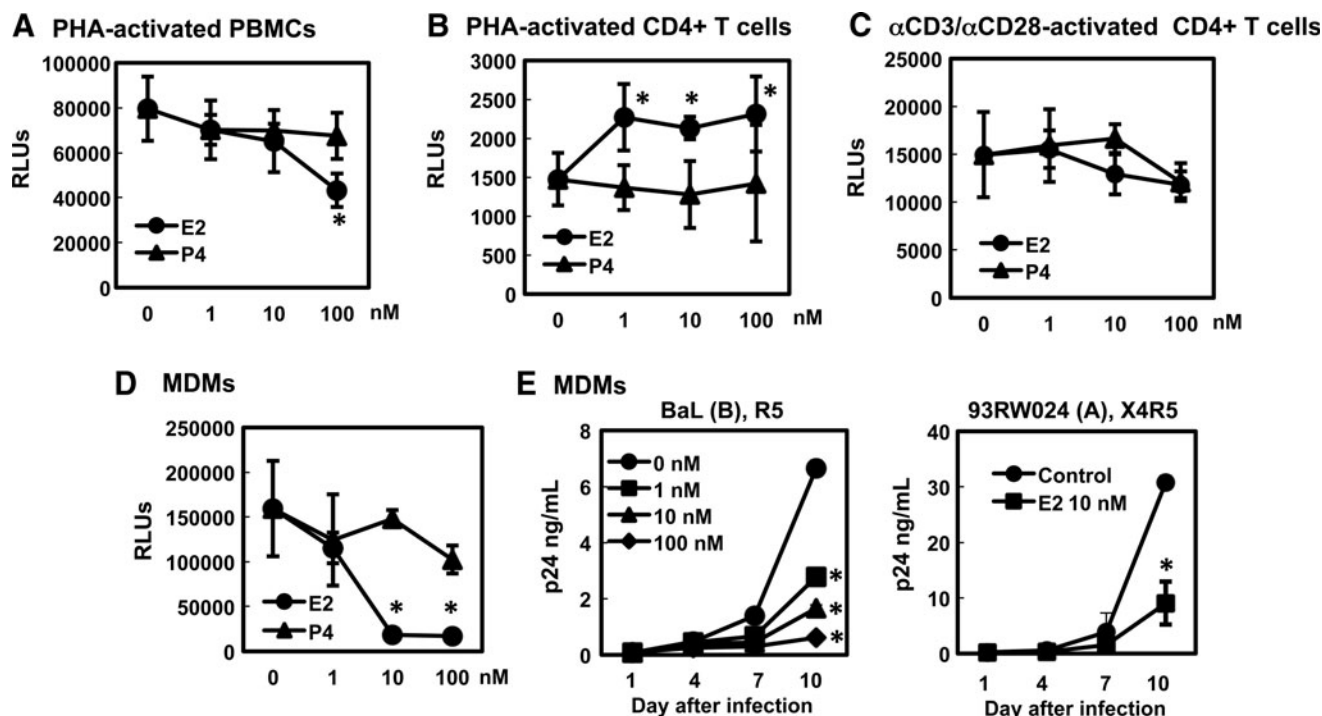 A PHA-activated PBMCs
100000
80000
60000
40000
20000
0
RLUs
E2
P4
*
0 1 10 100 nM
B PHA-activated CD4+ T cells
3000
2500
2000
1500
1000
500
0
RLUs
* * *
E2
P4
0 1 10 100 nM
C αCD3/αCD28-activated CD4+ T cells
25000
20000
15000
10000
5000
0
RLUs
E2
P4
0 1 10 100 nM
D MDMs
250000
200000
150000
100000
50000
0
RLUs
* *
E2
P4
0 1 10 100 nM
E MDMs
BaL (B), R5
8
6
4
2
0
p24 ng/mL
0 nM
1 nM
10 nM
100 nM
*
*
*
1 4 7 10
Day after infection
93RW024 (A), X4R5
40
30
20
10
0
p24 ng/mL
Control
E2 10 nM
*
1 4 7 10
Day after infection